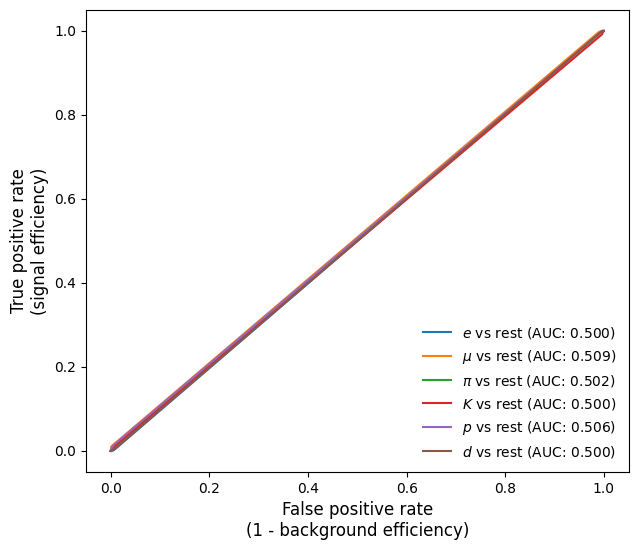 1.0
0.8
0.6
0.4
0.2
0.0
True positive rate
(signal efficiency)
e vs rest (AUC: 0.500)
μ vs rest (AUC: 0.509)
π vs rest (AUC: 0.502)
K vs rest (AUC: 0.500)
p vs rest (AUC: 0.506)
d vs rest (AUC: 0.500)
0.0 0.2 0.4 0.6 0.8 1.0
False positive rate
(1 - background efficiency)